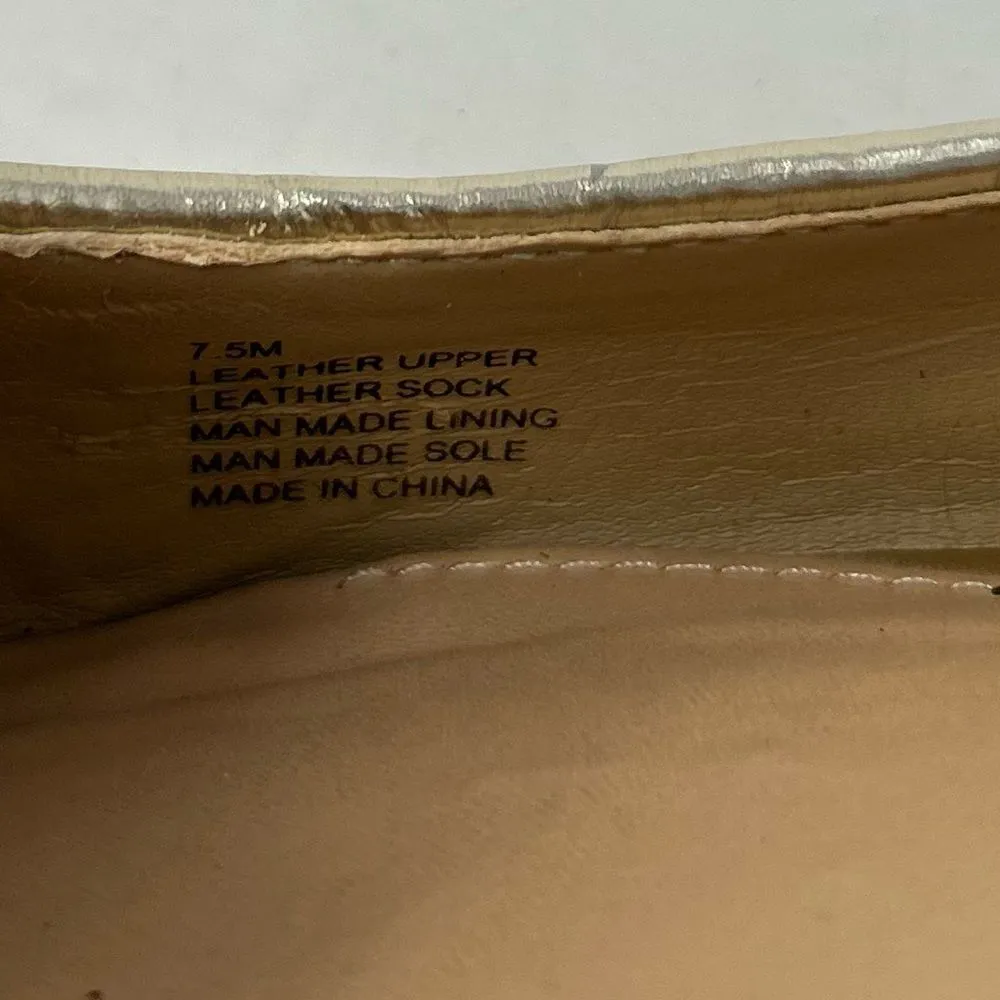 7.5M
LEATHER UPPER
LEATHER SOCK
MAN MADE LINING
MAN MADE SOLE
MADE IN CHINA